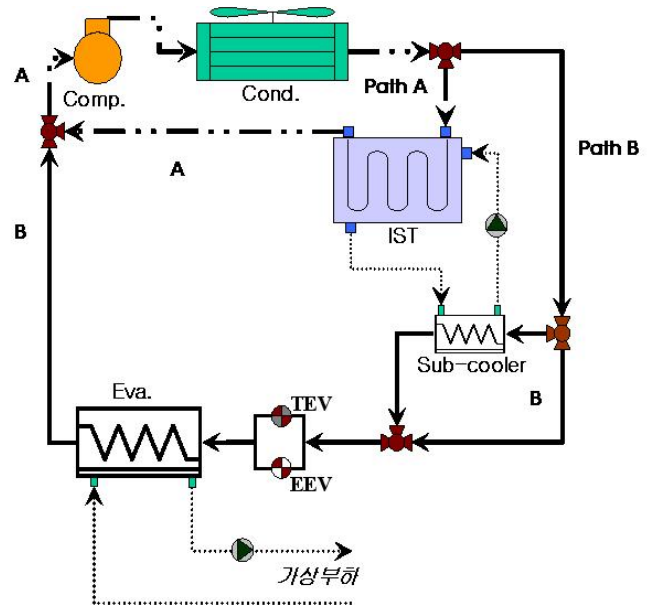 A
Comp.
Cond.
Path A
A
Path B
B
IST
Sub-cooler
B
Eva.
TEV
EEV
가상부하